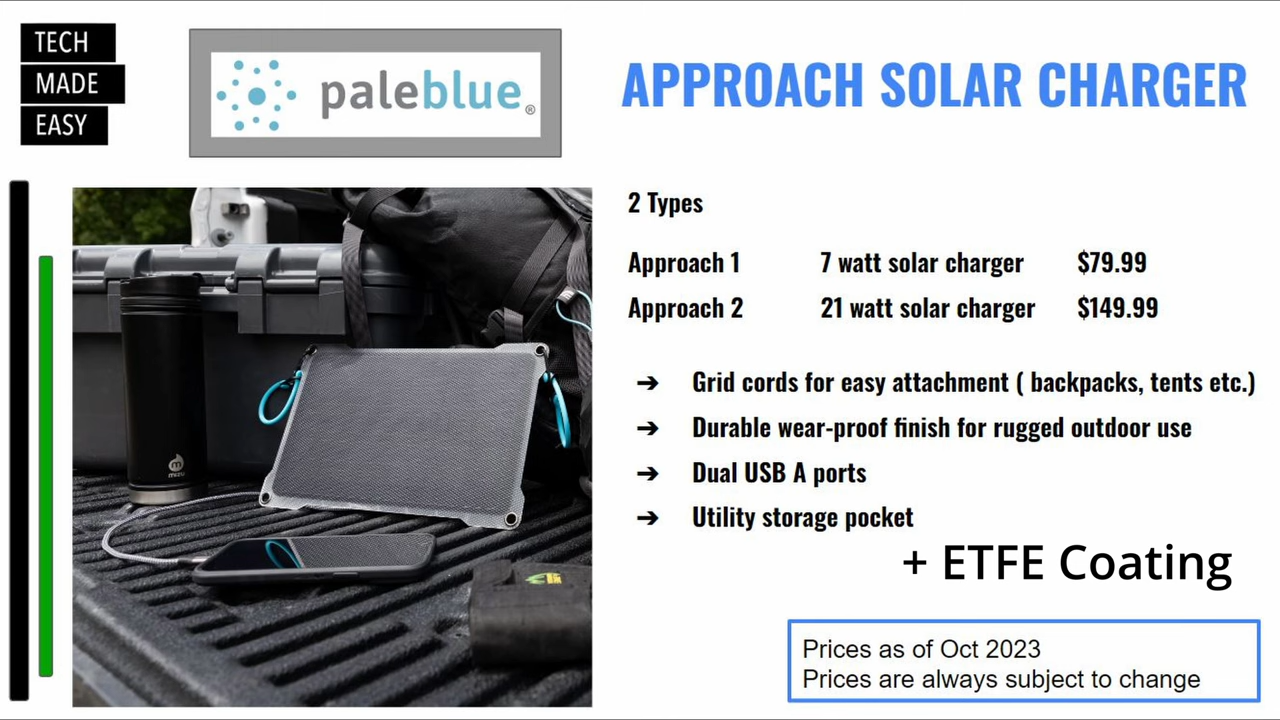 TECH
MADE
EASY
paleblue®
APPROACH SOLAR CHARGER
2 Types
Approach 1 7 watt solar charger $79.99
Approach 2 21 watt solar charger $149.99
➔ Grid cords for easy attachment ( backpacks, tents etc.)
➔ Durable wear-proof finish for rugged outdoor use
➔ Dual USB A ports
➔ Utility storage pocket
+ ETFE Coating
mizu
Prices as of Oct 2023
Prices are always subject to change